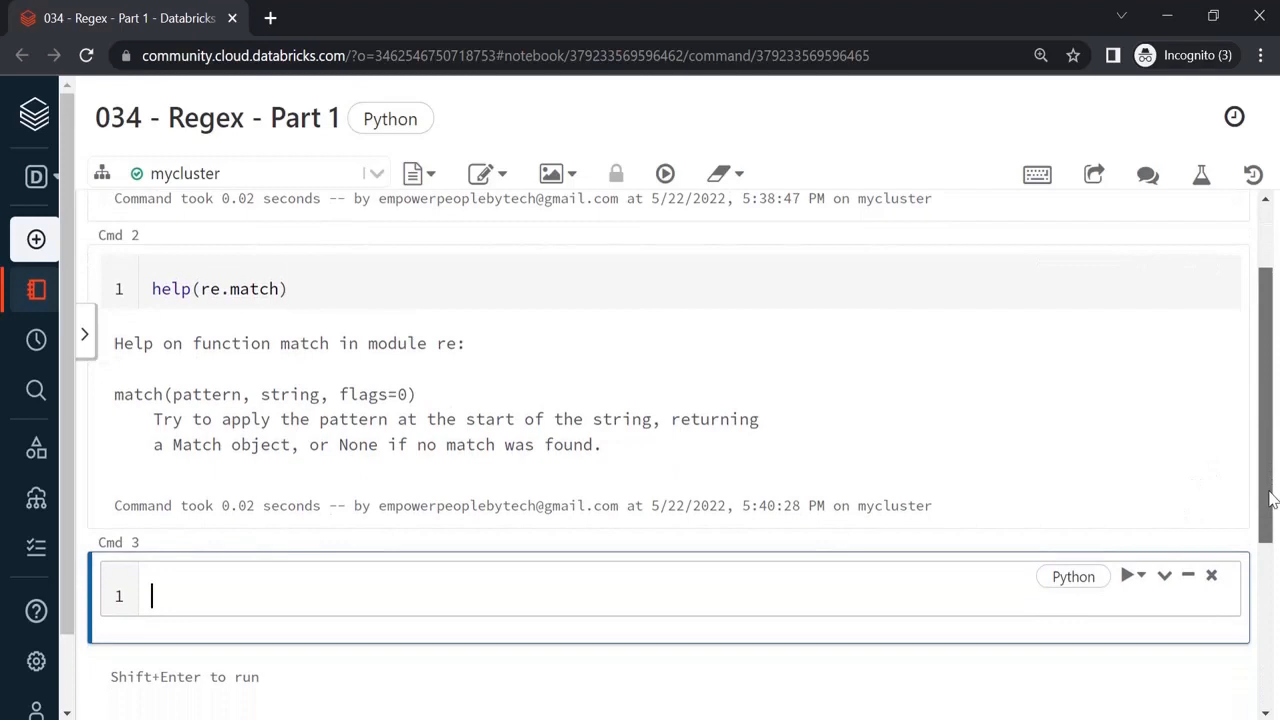 034 - Regex - Part 1 - Databricks
community.cloud.databricks.com/?o=3462546750718753#notebook/379233569596462/command/379233569596465
Incognito (3)
034 - Regex - Part 1 Python
D
mycluster
Command took 0.02 seconds -- by empowerpeoplebytech@gmail.com at 5/22/2022, 5:38:47 PM on mycluster
Cmd 2
1 help(re.match)
Help on function match in module re:
match(pattern, string, flags=0)
Try to apply the pattern at the start of the string, returning
a Match object, or None if no match was found.
Command took 0.02 seconds -- by empowerpeoplebytech@gmail.com at 5/22/2022, 5:40:28 PM on mycluster
Cmd 3
Python
1
Shift+Enter to run